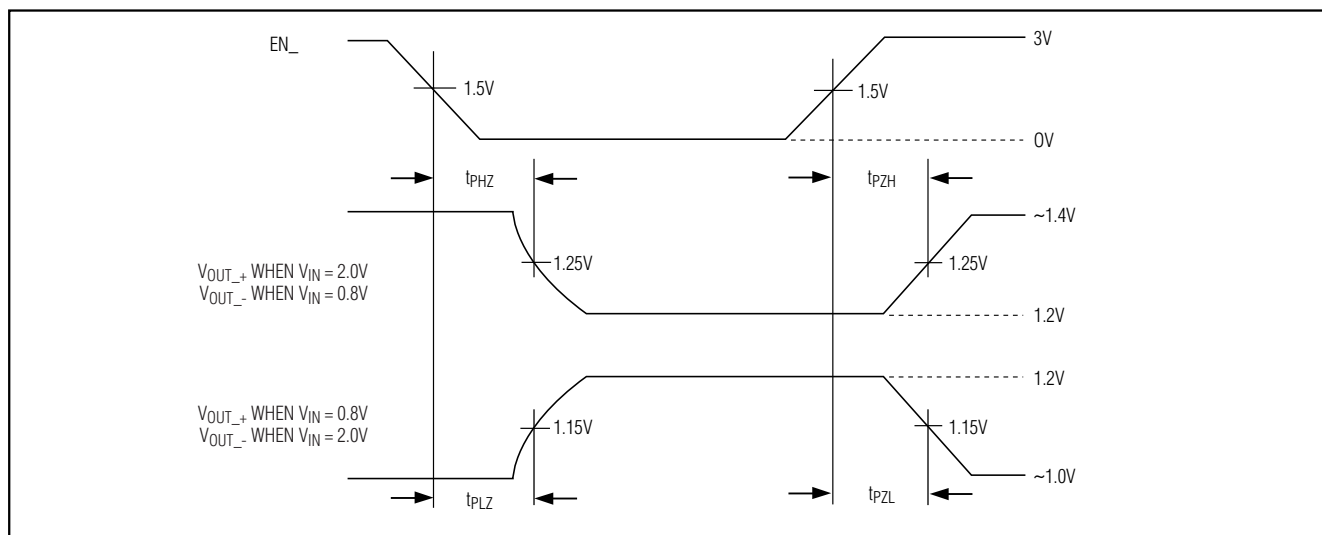 EN_
3V
1.5V
1.5V
0V
tPHZ
tPZH
~1.4V
VOUT_+ WHEN VIN = 2.0V
VOUT_- WHEN VIN = 0.8V
1.25V
1.25V
1.2V
1.2V
VOUT_+ WHEN VIN = 0.8V
VOUT_- WHEN VIN = 2.0V
1.15V
1.15V
~1.0V
tPLZ
tPZL